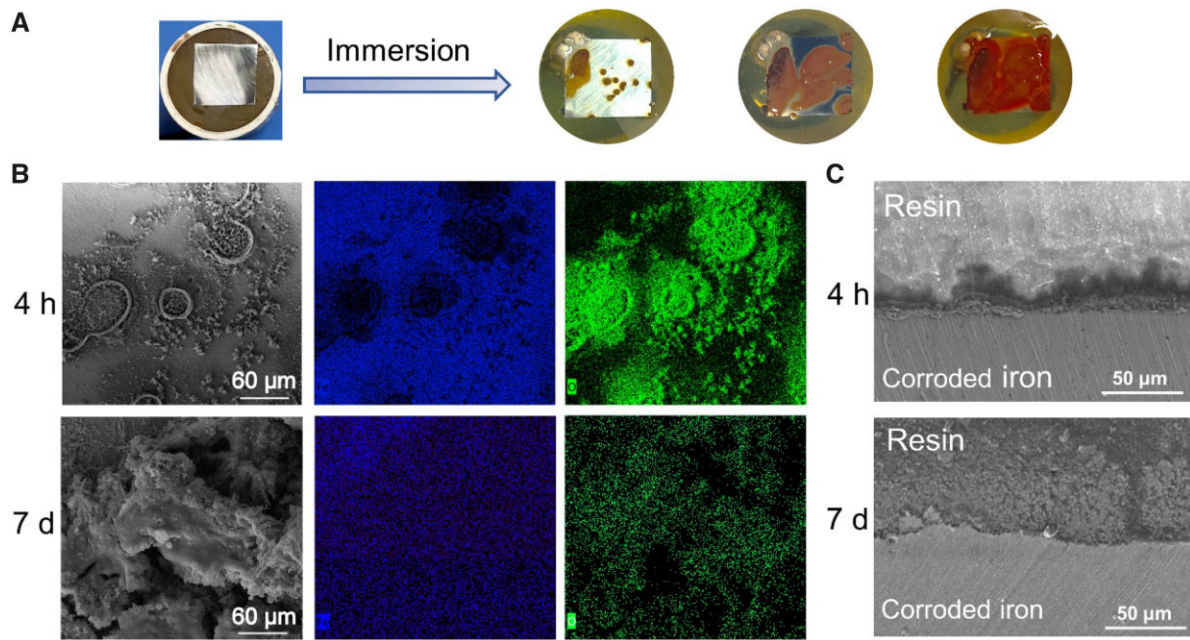 A
Immersion
B
C
4 h
60 µm
O
Resin
4 h
Corroded iron
50 µm
7 d
60 µm
Resin
7 d
Corroded iron
50 µm